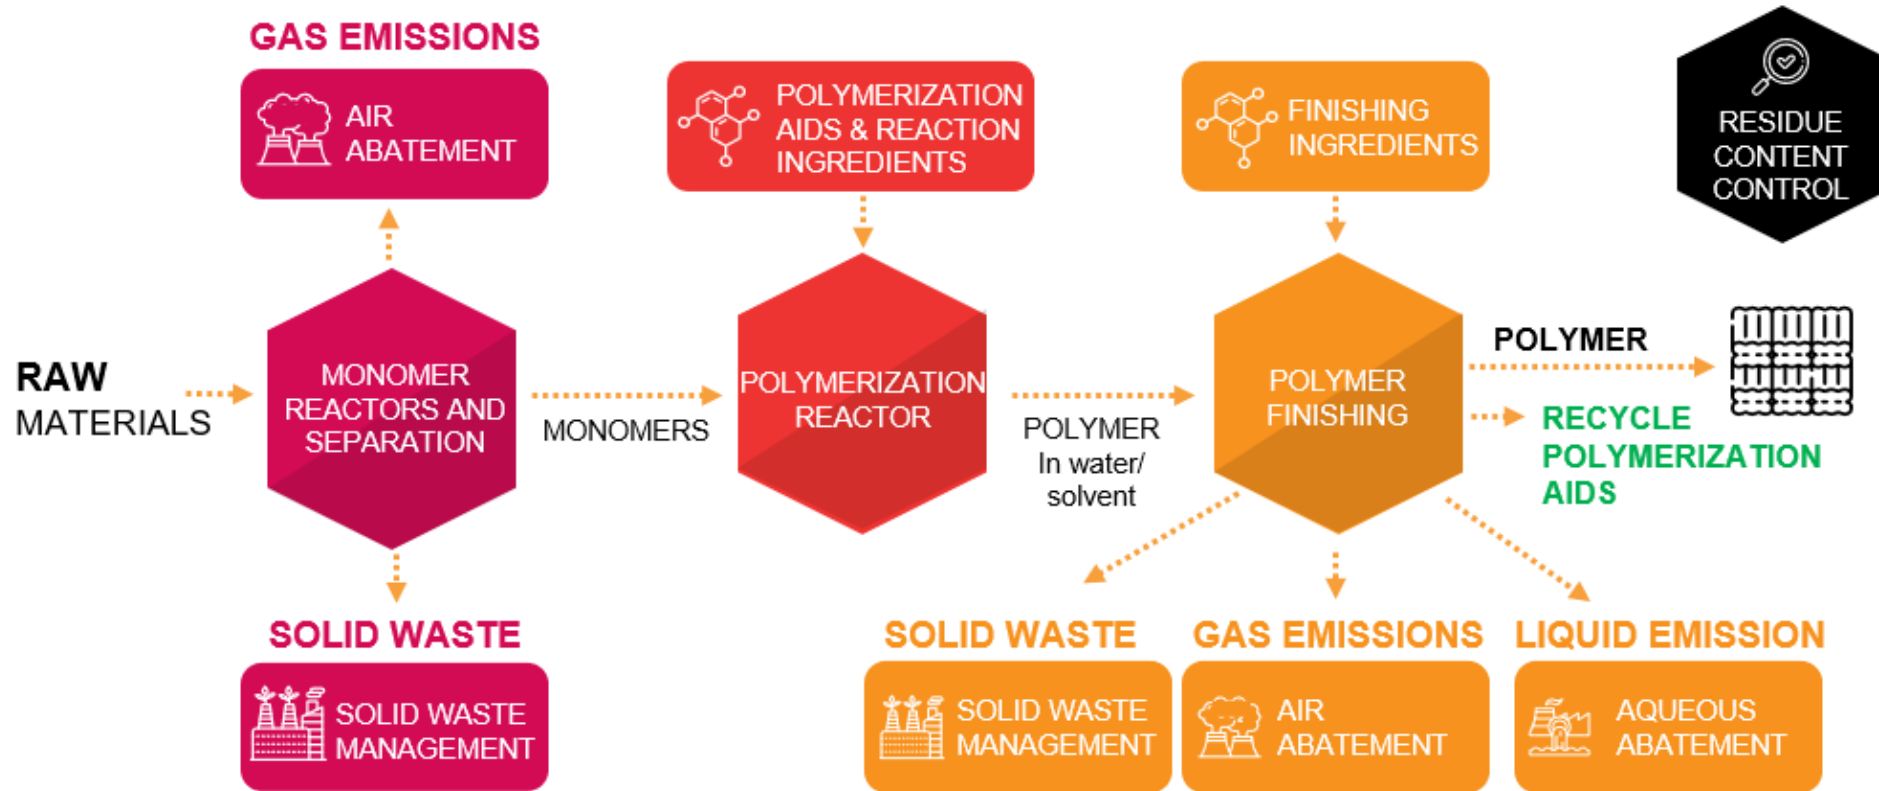 GAS EMISSIONS
AIR
ABATEMENT
POLYMERIZATION
AIDS & REACTION
INGREDIENTS
FINISHING
INGREDIENTS
RESIDUE
CONTENT
CONTROL
RAW
MATERIALS
MONOMER
REACTORS AND
SEPARATION
MONOMERS
POLYMERIZATION
REACTOR
POLYMER
In water/
solvent
POLYMER
FINISHING
POLYMER
RECYCLE
POLYMERIZATION
AIDS
SOLID WASTE
SOLID WASTE
MANAGEMENT
SOLID WASTE
SOLID WASTE
MANAGEMENT
GAS EMISSIONS
AIR
ABATEMENT
LIQUID EMISSION
AQUEOUS
ABATEMENT